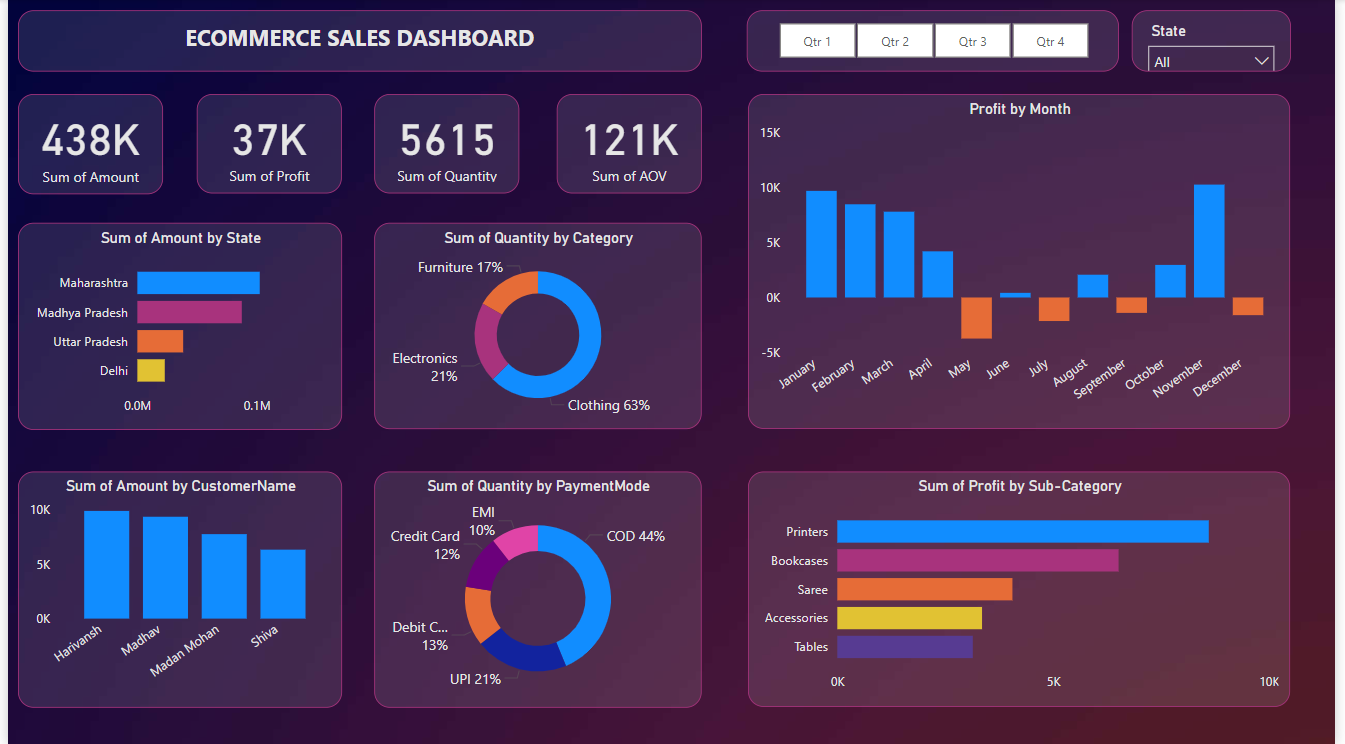 ECOMMERCE SALES DASHBOARD
Qtr 1
Qtr 2
Qtr 3
Qtr 4
State
All
438K
Sum of Amount
37K
Sum of Profit
5615
Sum of Quantity
121K
Sum of AOV
Profit by Month
15K
10K
5K
0K
-5K
January
February
March
April
May
June
July
August
September
October
November
December
Sum of Amount by State
Maharashtra
Madhya Pradesh
Uttar Pradesh
Delhi
0.0M
0.1M
Sum of Quantity by Category
Furniture 17%
Electronics
21%
Clothing 63%
Sum of Amount by CustomerName
10K
5K
0K
Harivansh
Madhav
Madan Mohan
Shiva
Sum of Quantity by PaymentMode
EMI
10%
Credit Card
12%
COD 44%
Debit C...
13%
UPI 21%
Sum of Profit by Sub-Category
Printers
Bookcases
Saree
Accessories
Tables
0K
5K
10K